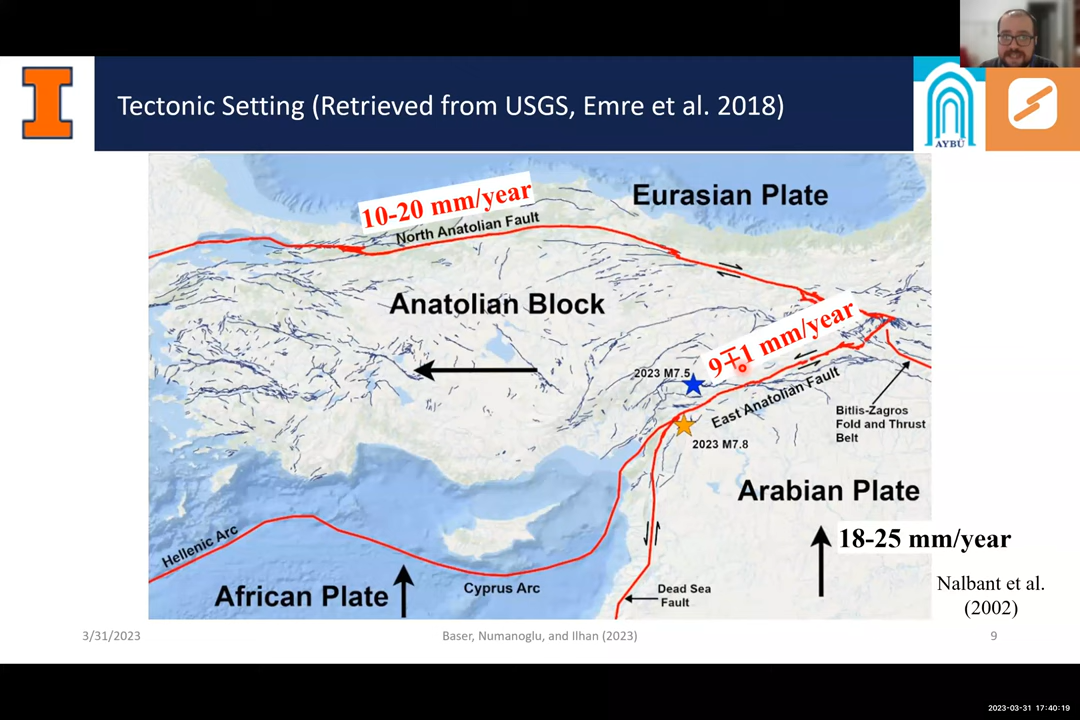 Tectonic Setting (Retrieved from USGS, Emre et al. 2018)
AYBÜ
10-20 mm/year
North Anatolian Fault
Eurasian Plate
Anatolian Block
9∓1 mm/year
2023 M7.5
East Anatolian Fault
2023 M7.8
Bitlis-Zagros
Fold and Thrust
Belt
Arabian Plate
18-25 mm/year
Hellenic Arc
African Plate
Cyprus Arc
Dead Sea
Fault
Nalbant et al.
(2002)
3/31/2023
Baser, Numanoglu, and Ilhan (2023)
9
2023-03-31 17:40:19